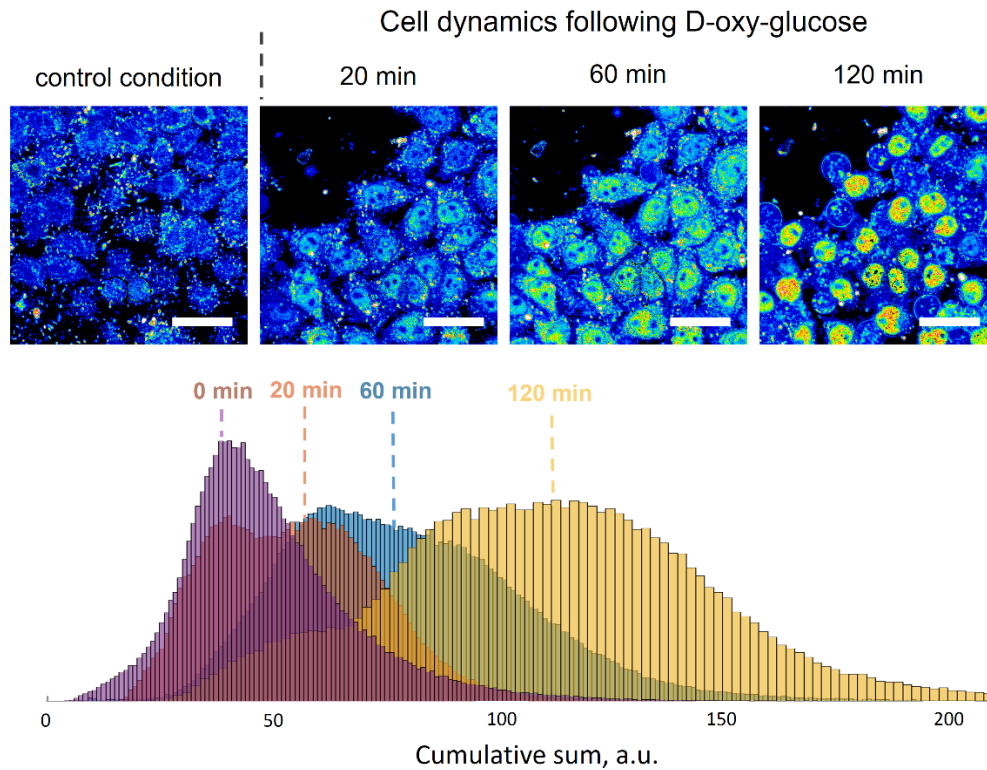 Cell dynamics following D-oxy-glucose
control condition
20 min
60 min
120 min
0 min
20 min
60 min
120 min
0
50
100
150
200
Cumulative sum, a.u.